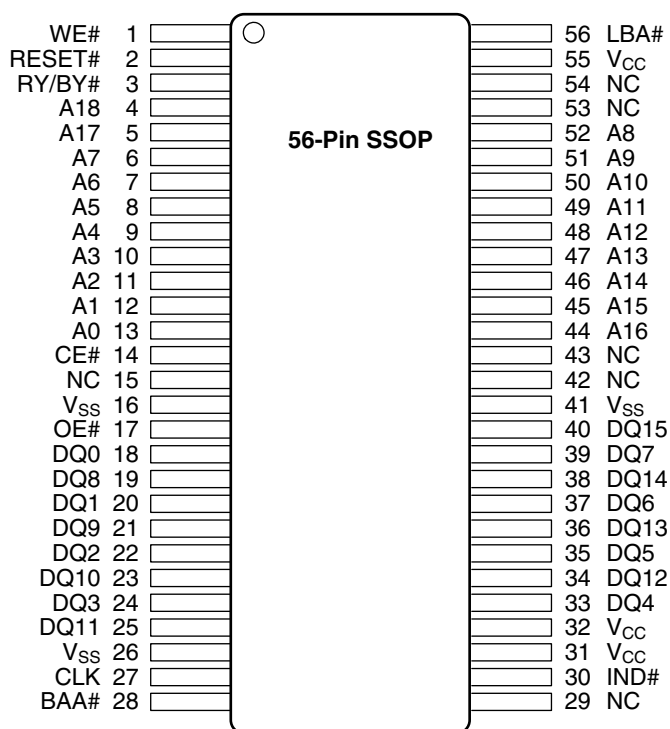 WE# 1 56 LBA#
RESET# 2 55 VCC
RY/BY# 3 54 NC
A18 4 53 NC
A17 5 56-Pin SSOP 52 A8
A7 6 51 A9
A6 7 50 A10
A5 8 49 A11
A4 9 48 A12
A3 10 47 A13
A2 11 46 A14
A1 12 45 A15
A0 13 44 A16
CE# 14 43 NC
NC 15 42 NC
VSS 16 41 VSS
OE# 17 40 DQ15
DQ0 18 39 DQ7
DQ8 19 38 DQ14
DQ1 20 37 DQ6
DQ9 21 36 DQ13
DQ2 22 35 DQ5
DQ10 23 34 DQ12
DQ3 24 33 DQ4
DQ11 25 32 VCC
VSS 26 31 VCC
CLK 27 30 IND#
BAA# 28 29 NC